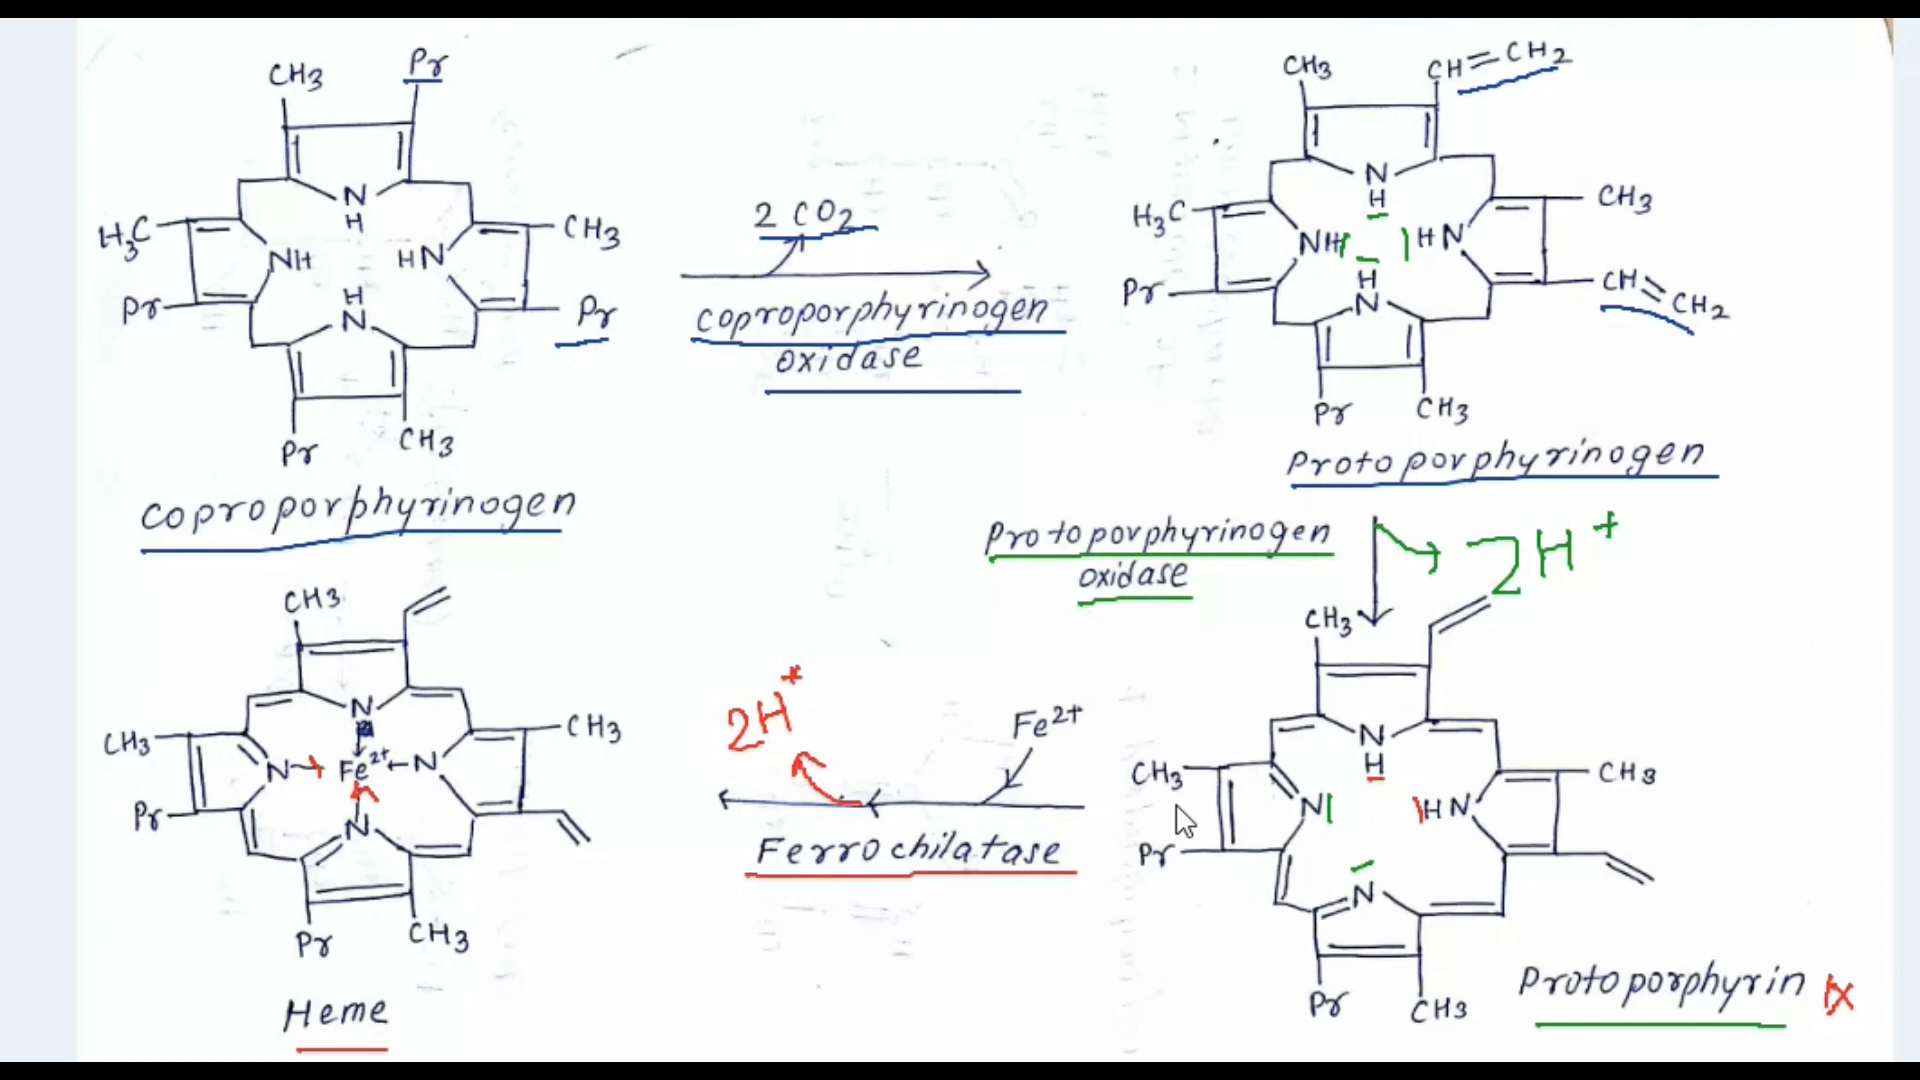 CH3
Pr
H3C
N
H
CH3
NH
HN
Pr
H
N
Pr
Pr
CH3
Coproporphyrinogen
2 CO2
Coproporphyrinogen
oxidase
CH3
CH=CH2
N
H
H3C
CH3
NH
HN
Pr
H
N
CH=CH2
Pr
CH3
Protoporphyrinogen
Protoporphyrinogen
oxidase
2H+
CH3
N
H
CH3
CH3
N
HN
Pr
N
Pr
CH3
Protoporphyrin IX
Fe2+
2H+
Ferrochilatase
CH3
N
CH3
CH3
N
Fe2+
N
Pr
N
Pr
CH3
Heme